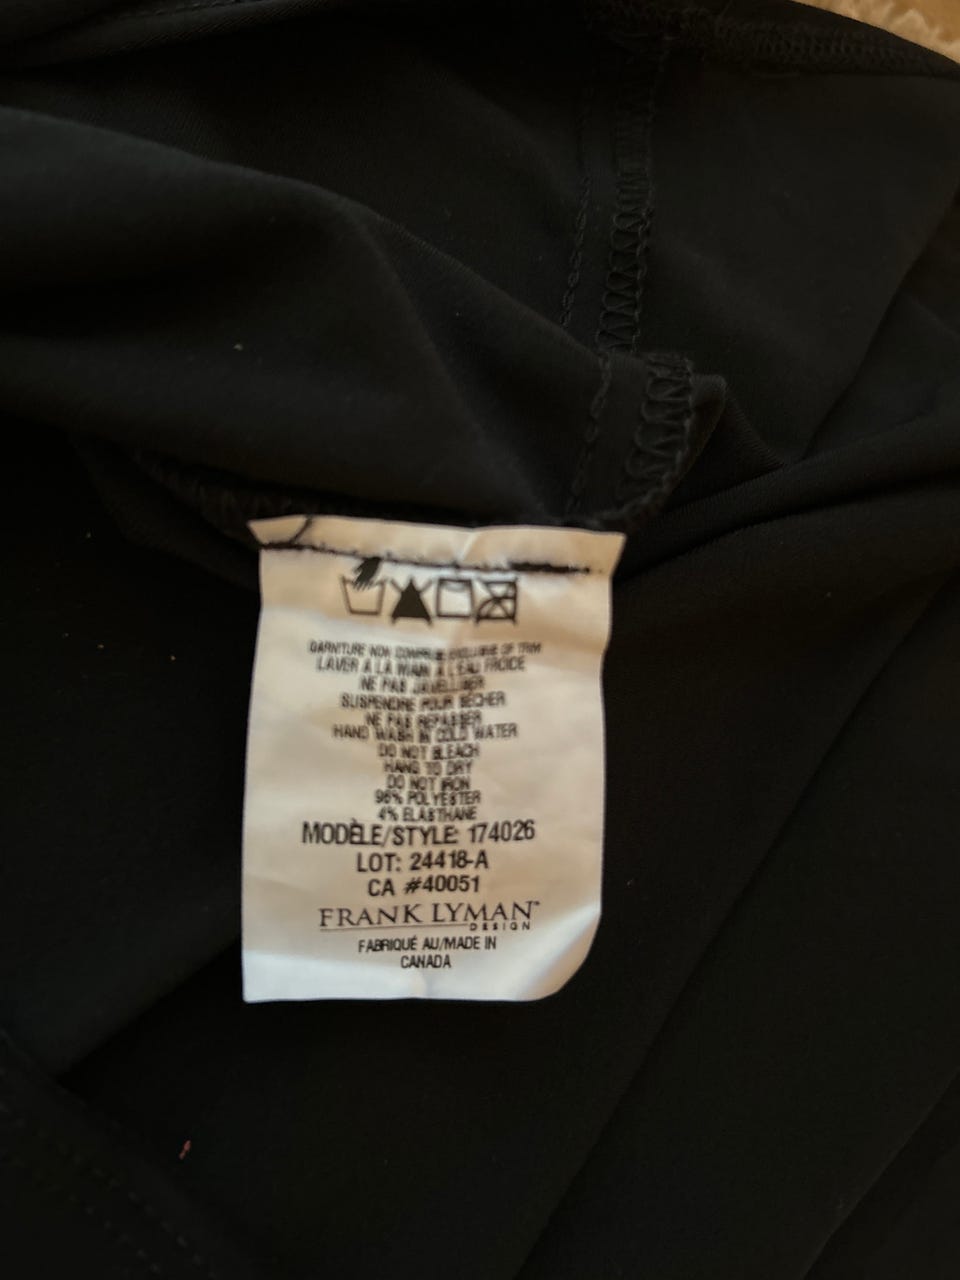 GARNITURE NON COMPRISE/EXCLUSIVE OF TRIM
LAVER A LA MAIN A L'EAU FROIDE
NE PAS JAVELLISER
SUSPENDRE POUR SÉCHER
NE PAS REPASSER
HAND WASH IN COLD WATER
DO NOT BLEACH
HANG TO DRY
DO NOT IRON
96% POLYESTER
4% ELASTHANE
MODÈLE/STYLE: 174026
LOT: 24418-A
CA #40051
FRANK LYMAN
DESIGN
FABRIQUÉ AU/MADE IN
CANADA